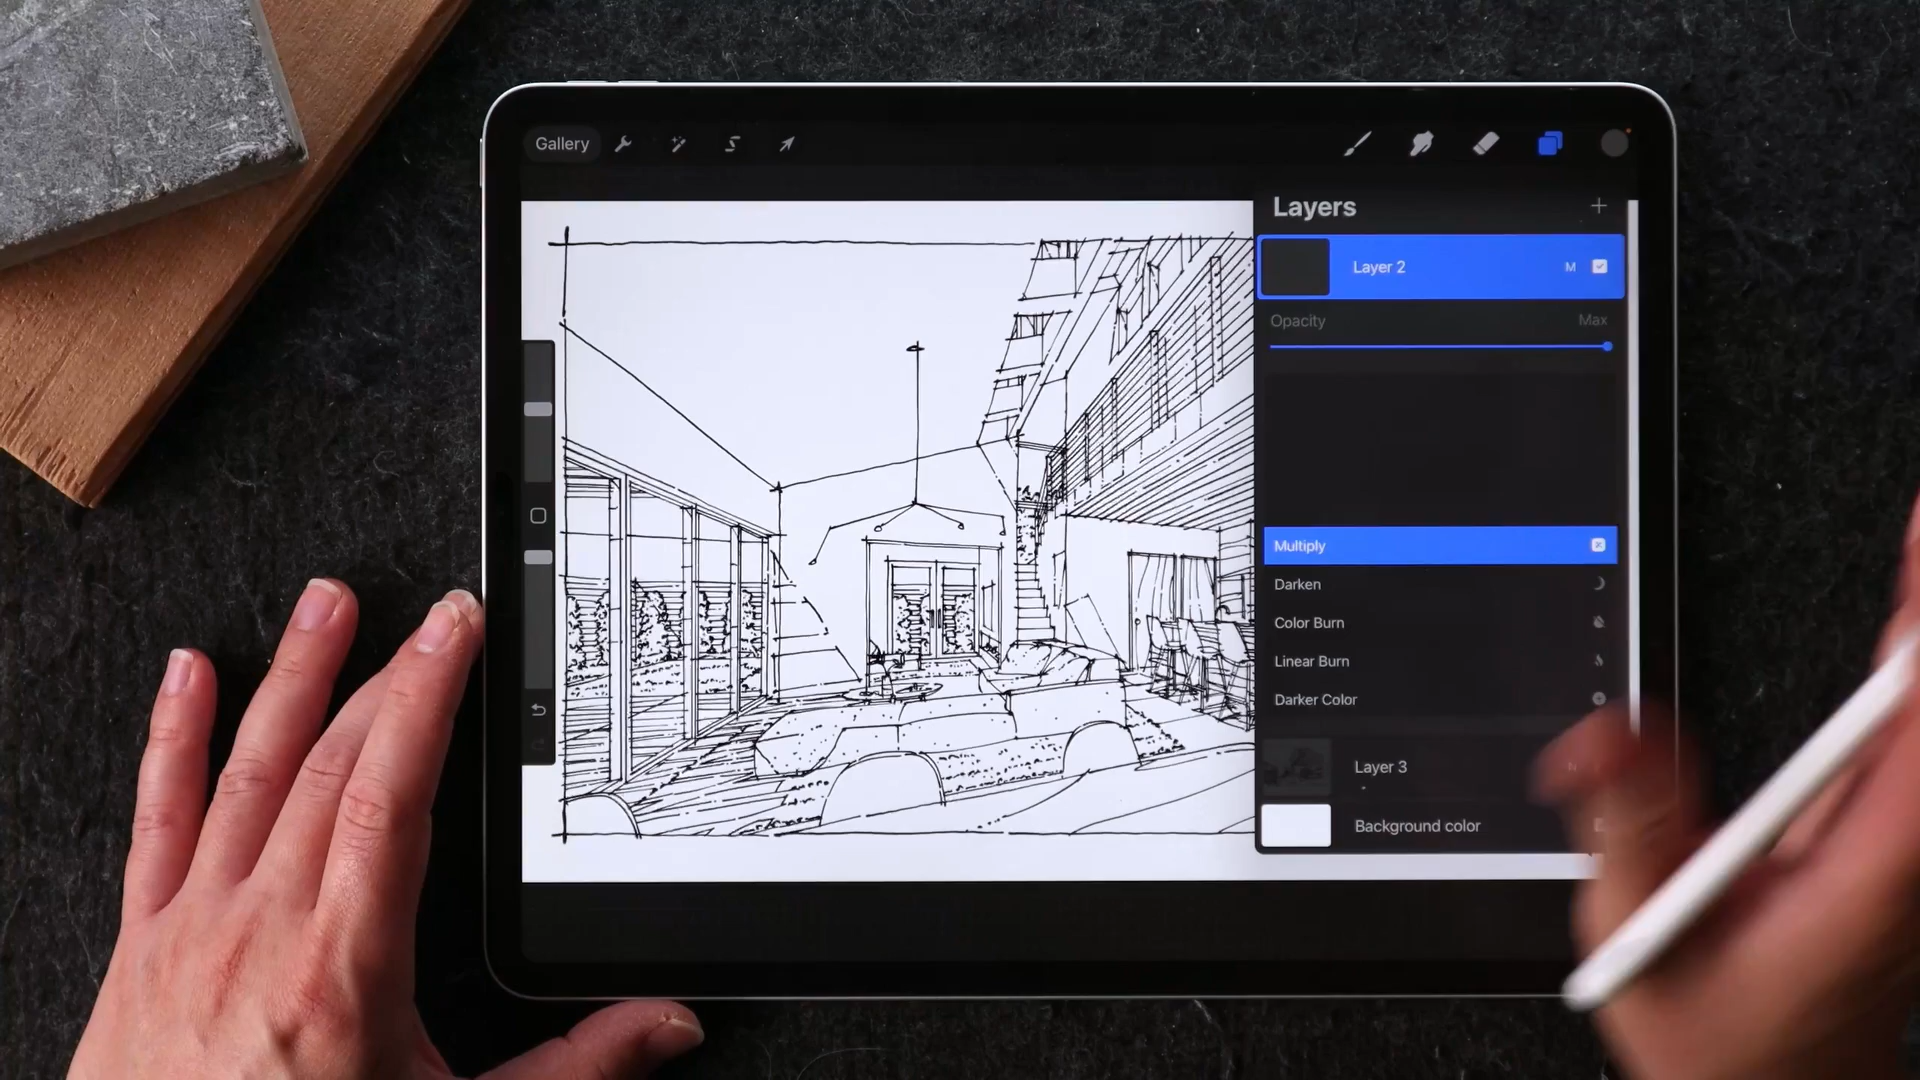 Gallery
Layers
Layer 2 M
Opacity Max
Multiply
Darken
Color Burn
Linear Burn
Darker Color
Layer 3
Background color